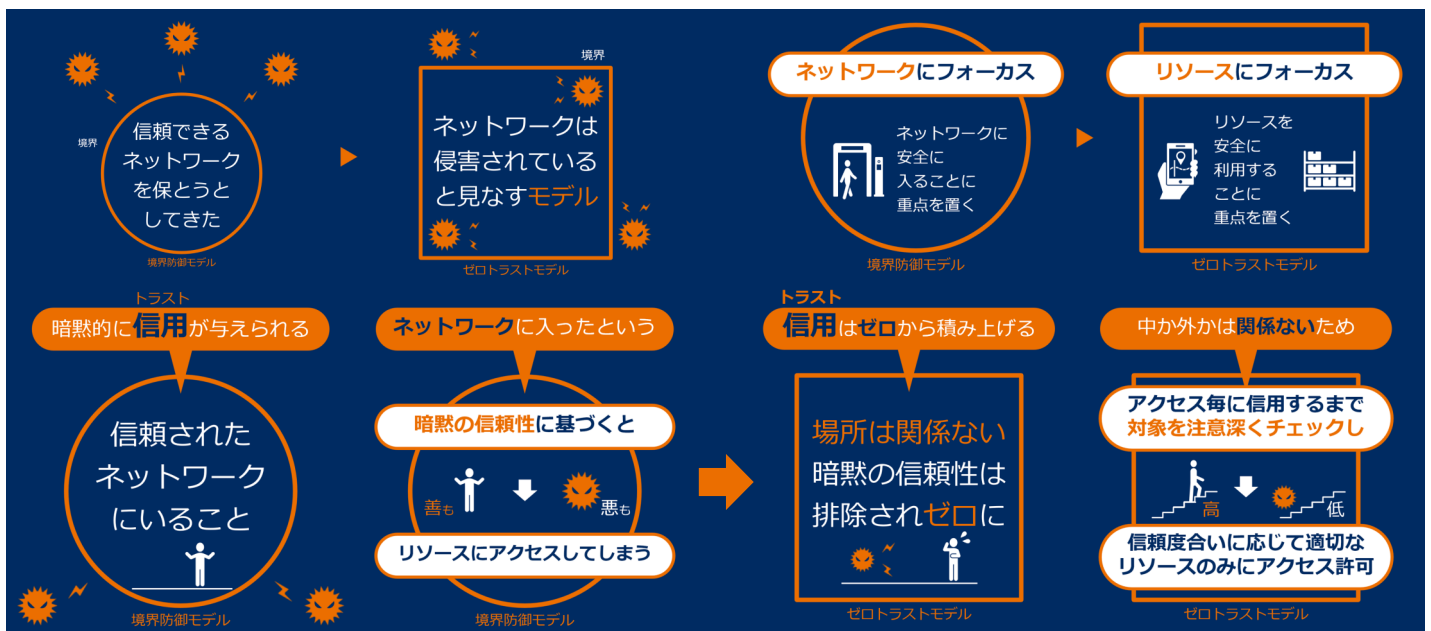 境界
信頼できる
ネットワーク
を保とうと
してきた
境界防御モデル
境界
ネットワークは
侵害されている
と見なすモデル
ゼロトラストモデル
ネットワークにフォーカス
ネットワークに
安全に
入ることに
重点を置く
境界防御モデル
リソースにフォーカス
リソースを
安全に
利用する
ことに
重点を置く
ゼロトラストモデル
トラスト
暗黙的に信用が与えられる
信頼された
ネットワーク
にいること
境界防御モデル
ネットワークに入ったという
暗黙の信頼性に基づくと
善も
悪も
リソースにアクセスしてしまう
境界防御モデル
トラスト
信用はゼロから積み上げる
場所は関係ない
暗黙の信頼性は
排除されゼロに
ゼロトラストモデル
中か外かは関係ないため
アクセス毎に信用するまで
対象を注意深くチェックし
高
低
信頼度合いに応じて適切な
リソースのみにアクセス許可
ゼロトラストモデル